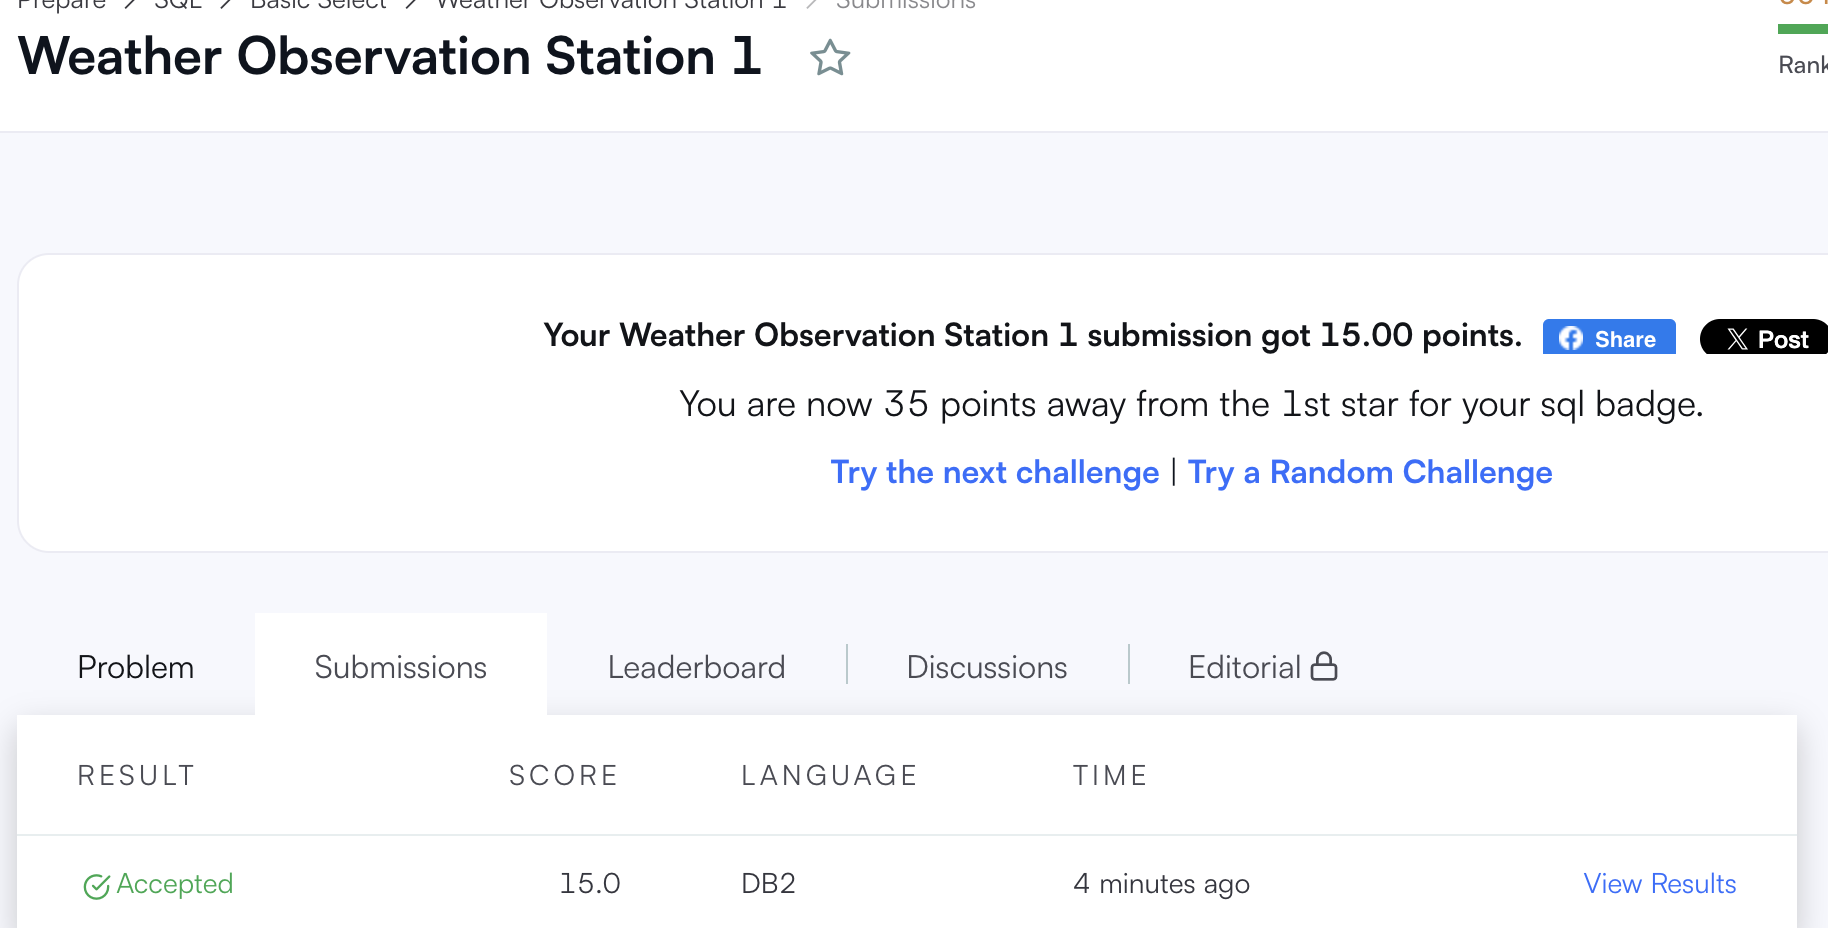 Prepare > SQL > Basic Select > Weather Observation Station 1 > Submissions
Weather Observation Station 1
Rank
Your Weather Observation Station 1 submission got 15.00 points. Share Post
You are now 35 points away from the 1st star for your sql badge.
Try the next challenge | Try a Random Challenge
Problem Submissions Leaderboard Discussions Editorial
RESULT SCORE LANGUAGE TIME
Accepted 15.0 DB2 4 minutes ago View Results